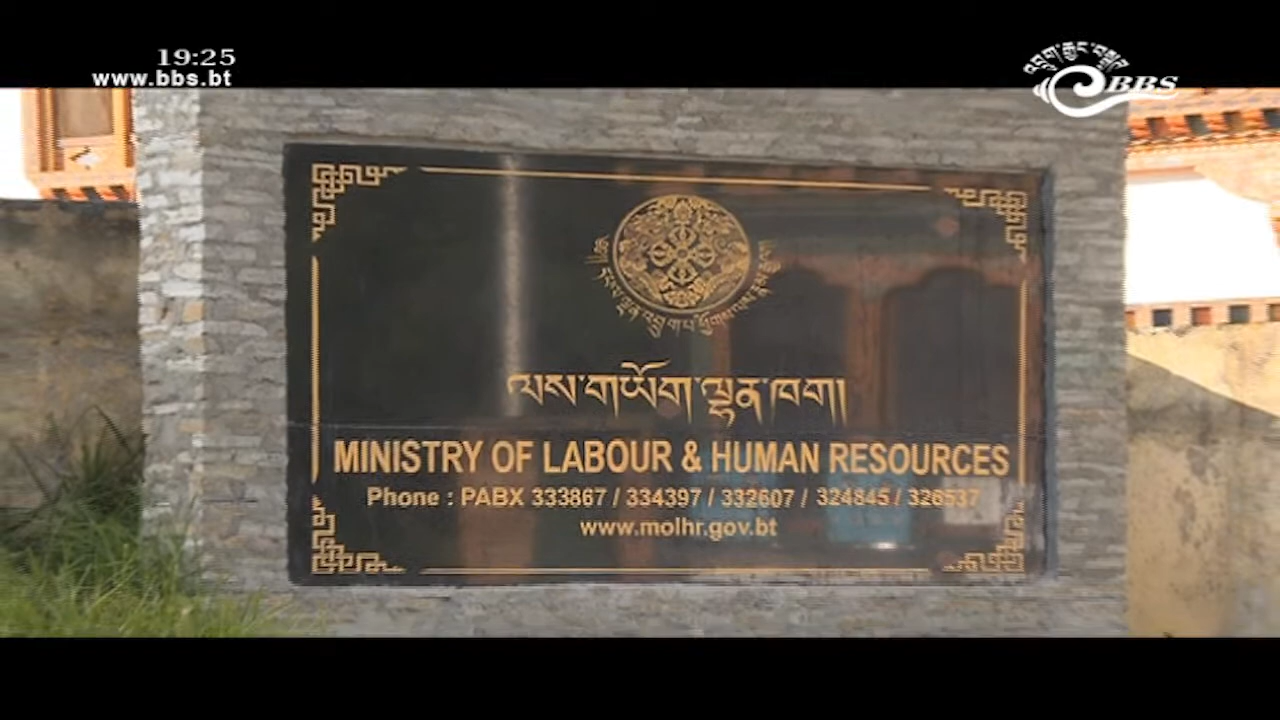 19:25
www.bbs.bt
BBS
ལས་གཡོག་ལྷན་ཁག།
MINISTRY OF LABOUR & HUMAN RESOURCES
Phone : PABX 333867 / 334397 / 332607 / 324845 / 326537
www.molhr.gov.bt